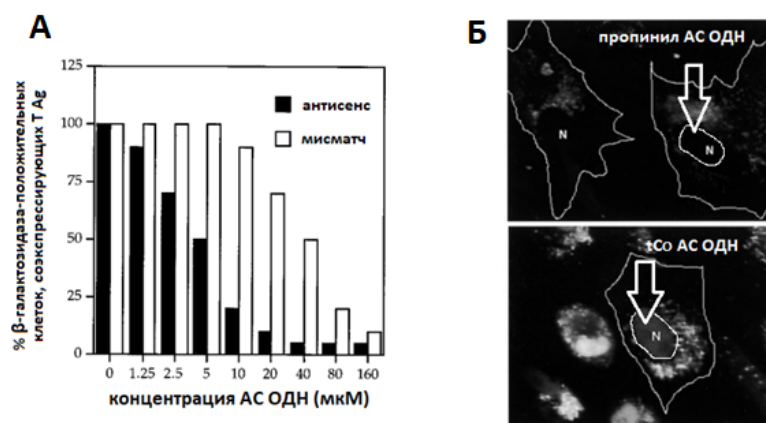 А
% β-галактозидаза-положительных
клеток, соэкспрессирующих T Ag
125
100
75
50
25
0
антисенс
мисматч
0 1.25 2.5 5 10 20 40 80 160
концентрация АС ОДН (мкМ)
Б
пропинил АС ОДН
N
N
tCO АС ОДН
N